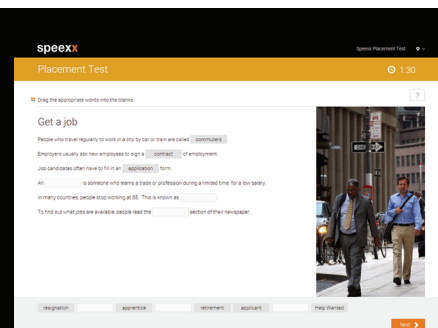 speexx
Speexx Placement Test
Placement Test
1:30
Drag the appropriate words into the blanks.
?
Get a job
People who travel regularly to work in a city by car or train are called commuters
Employers usually ask new employees to sign a contract of employment.
Job candidates often have to fill in an application form.
An is someone who learns a trade or profession during a limited time, for a low salary.
In many countries, people stop working at 65. This is known as
To find out what jobs are available, people read the section of their newspaper.
resignation apprentice retirement applicant Help Wanted
Next